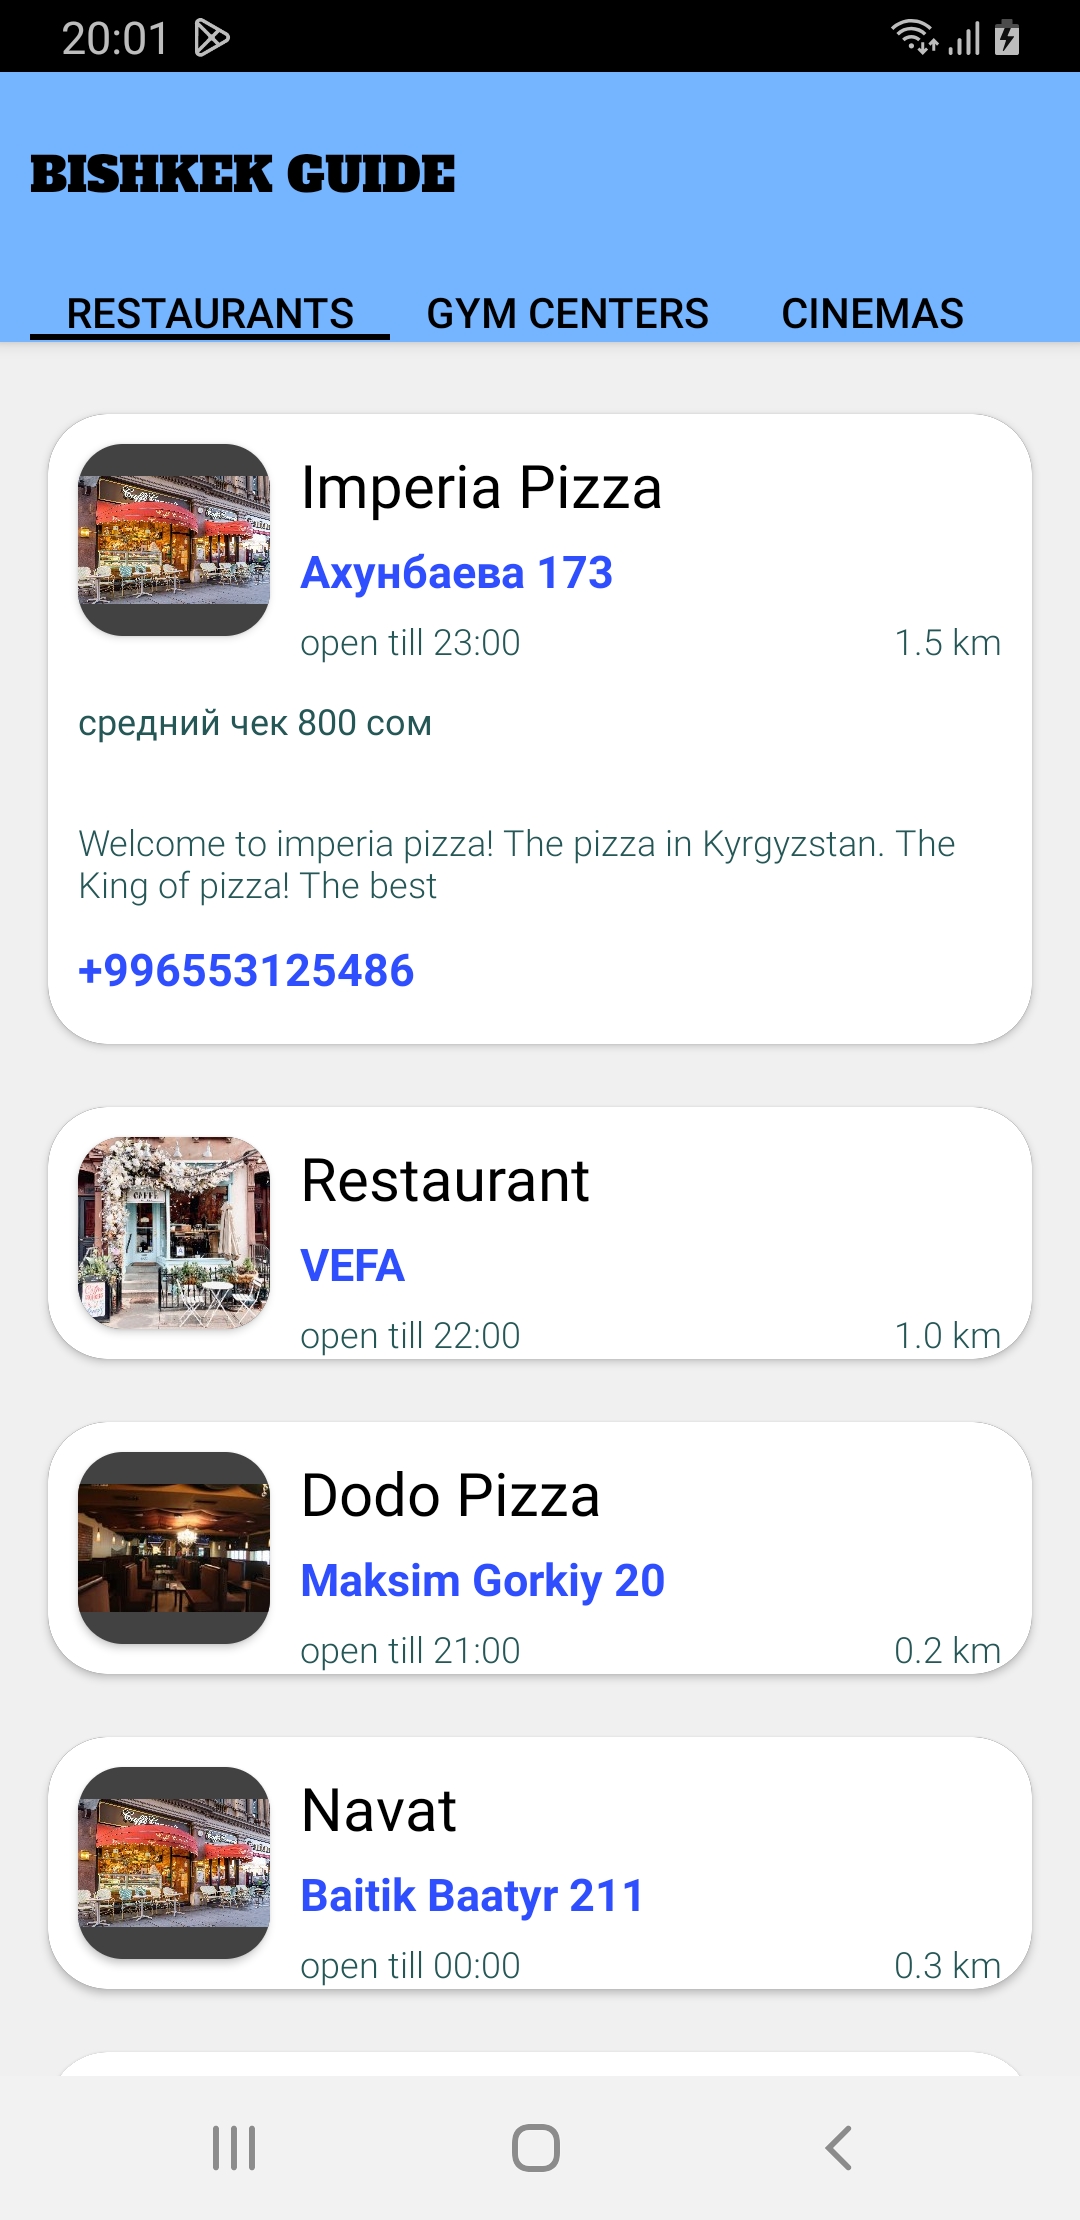 20:01
BISHKEK GUIDE
RESTAURANTS GYM CENTERS CINEMAS
Imperia Pizza
Ахунбаева 173
open till 23:00 1.5 km
средний чек 800 сом
Welcome to imperia pizza! The pizza in Kyrgyzstan. The
King of pizza! The best
+996553125486
Restaurant
VEFA
open till 22:00 1.0 km
Dodo Pizza
Maksim Gorkiy 20
open till 21:00 0.2 km
Navat
Baitik Baatyr 211
open till 00:00 0.3 km